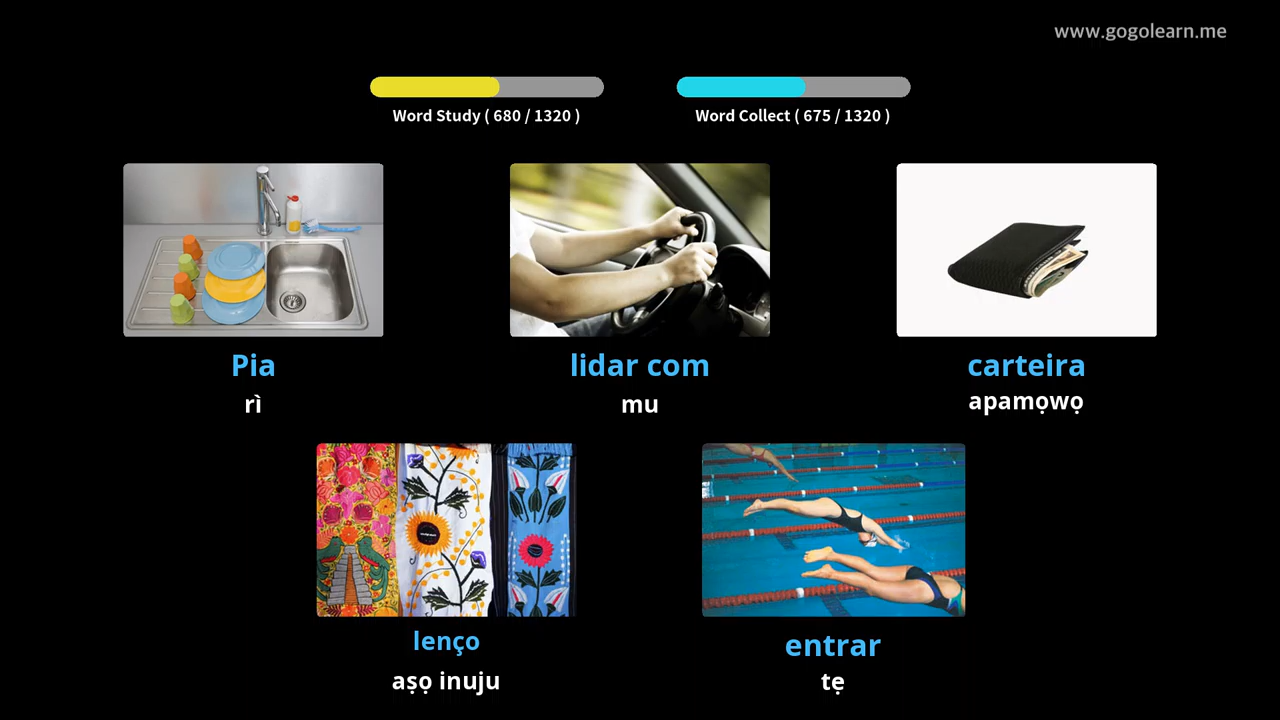 www.gogolearn.me
Word Study ( 680 / 1320 )
Word Collect ( 675 / 1320 )
Pia
rì
lidar com
mu
carteira
apamọwọ
lenço
aṣọ inuju
entrar
tẹ